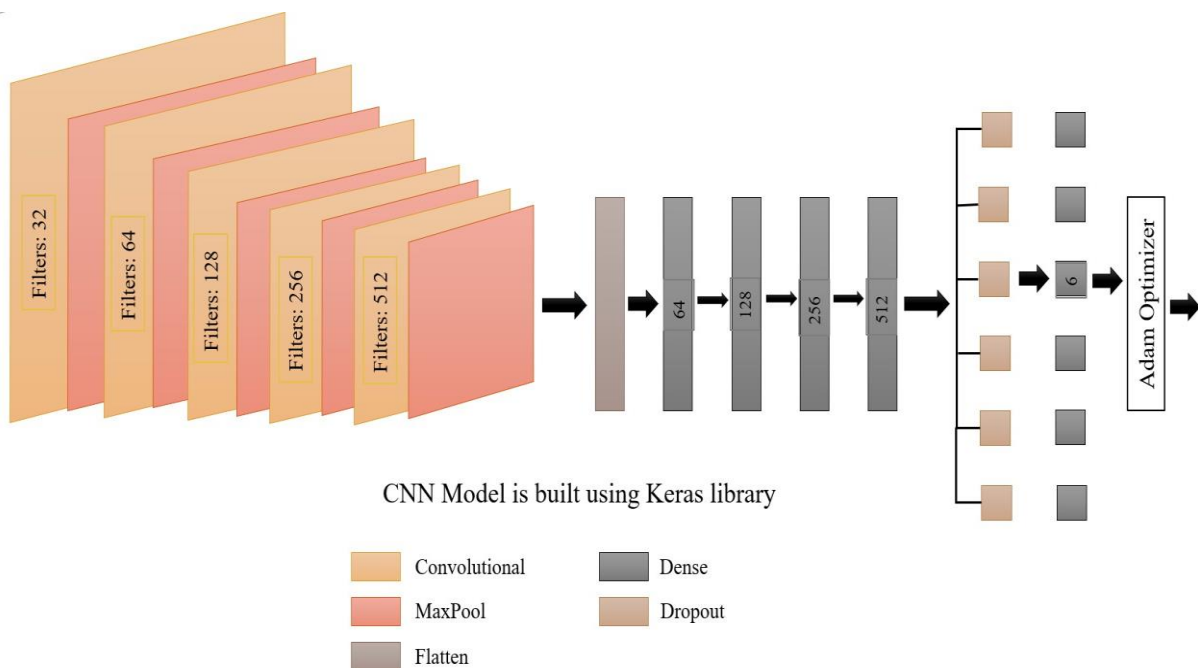 Filters: 32
Filters: 64
Filters: 128
Filters: 256
Filters: 512
64
128
256
512
6
Adam Optimizer
CNN Model is built using Keras library
Convolutional
Dense
MaxPool
Dropout
Flatten